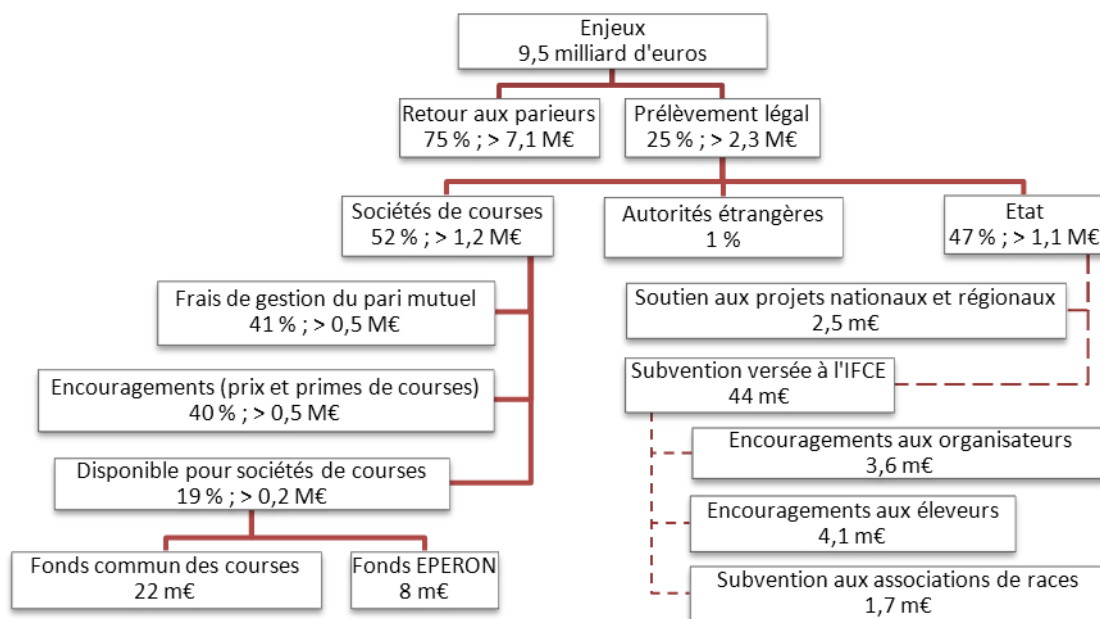 Enjeux
9,5 milliard d'euros
Retour aux parieurs
75 % ; > 7,1 M€
Prélèvement légal
25 % ; > 2,3 M€
Sociétés de courses
52 % ; > 1,2 M€
Autorités étrangères
1 %
Etat
47 % ; > 1,1 M€
Frais de gestion du pari mutuel
41 % ; > 0,5 M€
Encouragements (prix et primes de courses)
40 % ; > 0,5 M€
Disponible pour sociétés de courses
19 % ; > 0,2 M€
Fonds commun des courses
22 m€
Fonds EPERON
8 m€
Soutien aux projets nationaux et régionaux
2,5 m€
Subvention versée à l'IFCE
44 m€
Encouragements aux organisateurs
3,6 m€
Encouragements aux éleveurs
4,1 m€
Subvention aux associations de races
1,7 m€